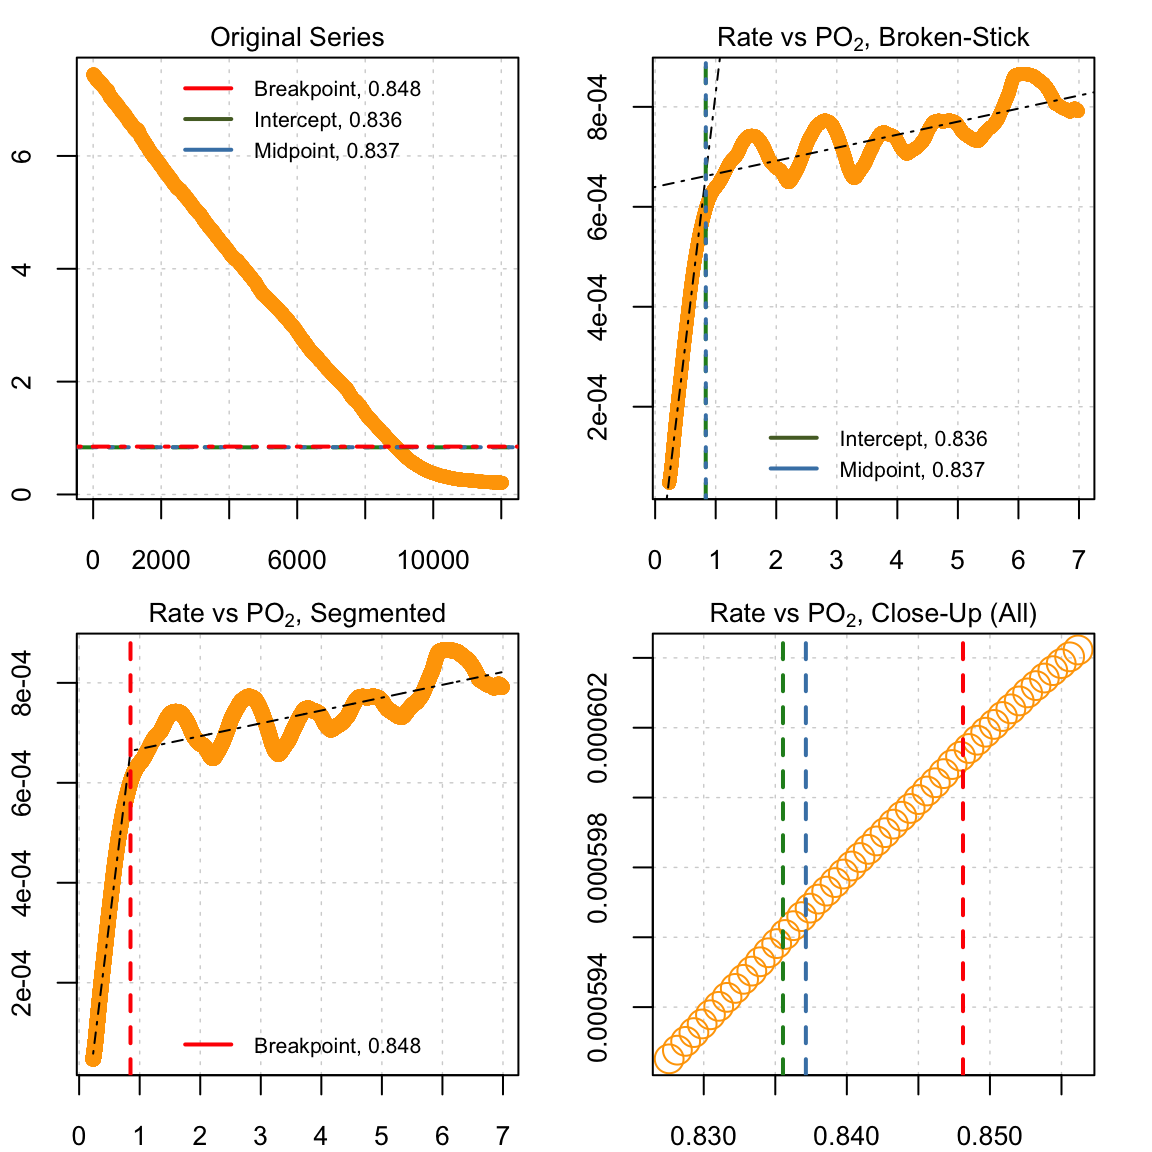 Original Series
Breakpoint, 0.848
Intercept, 0.836
Midpoint, 0.837
6
4
2
0
0 2000 6000 10000
Rate vs PO₂, Broken-Stick
8e-04
6e-04
4e-04
2e-04
Intercept, 0.836
Midpoint, 0.837
0 1 2 3 4 5 6 7
Rate vs PO₂, Segmented
8e-04
6e-04
4e-04
2e-04
Breakpoint, 0.848
0 1 2 3 4 5 6 7
Rate vs PO₂, Close-Up (All)
0.000602
0.000598
0.000594
0.830 0.840 0.850